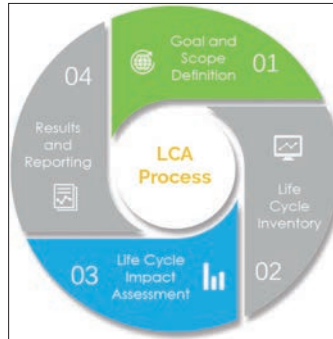 Goal and
Scope
Definition
01
Life
Cycle
Inventory
02
03
Life Cycle
Impact
Assessment
04
Results
and
Reporting
LCA
Process